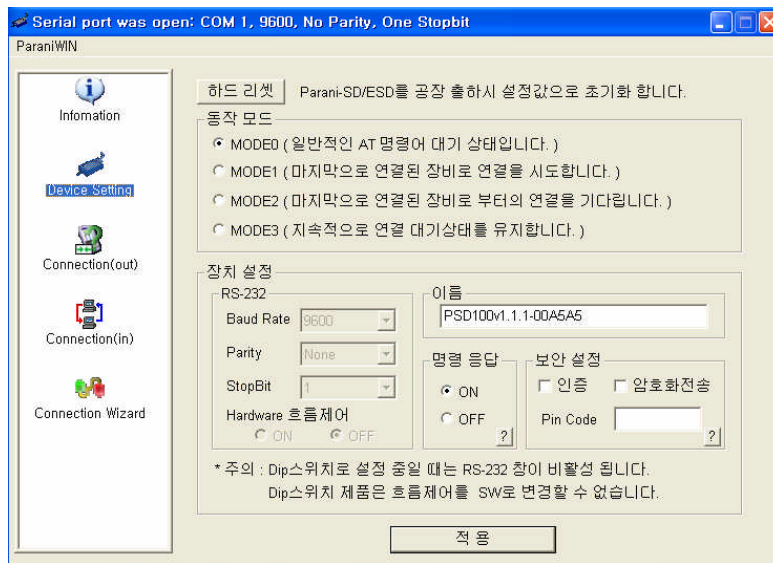 Serial port was open: COM 1, 9600, No Parity, One Stopbit
ParaniWIN
Infomation
Device Setting
Connection(out)
Connection(in)
Connection Wizard
하드 리셋 Parani-SD/ESD를 공장 출하시 설정값으로 초기화 합니다.
동작 모드
MODE0 ( 일반적인 AT 명령어 대기 상태입니다. )
MODE1 ( 마지막으로 연결된 장비로 연결을 시도합니다. )
MODE2 ( 마지막으로 연결된 장비로 부터의 연결을 기다립니다. )
MODE3 ( 지속적으로 연결 대기상태를 유지합니다. )
장치 설정
RS-232
Baud Rate 9600
Parity None
StopBit 1
Hardware 흐름제어
ON OFF
이름
PSD100v1.1.1-00A5A5
명령 응답
ON
OFF
?
보안 설정
인증 암호화전송
Pin Code
?
* 주의 : Dip스위치로 설정 중일 때는 RS-232 창이 비활성 됩니다.
Dip스위치 제품은 흐름제어를 SW로 변경할 수 없습니다.
적 용